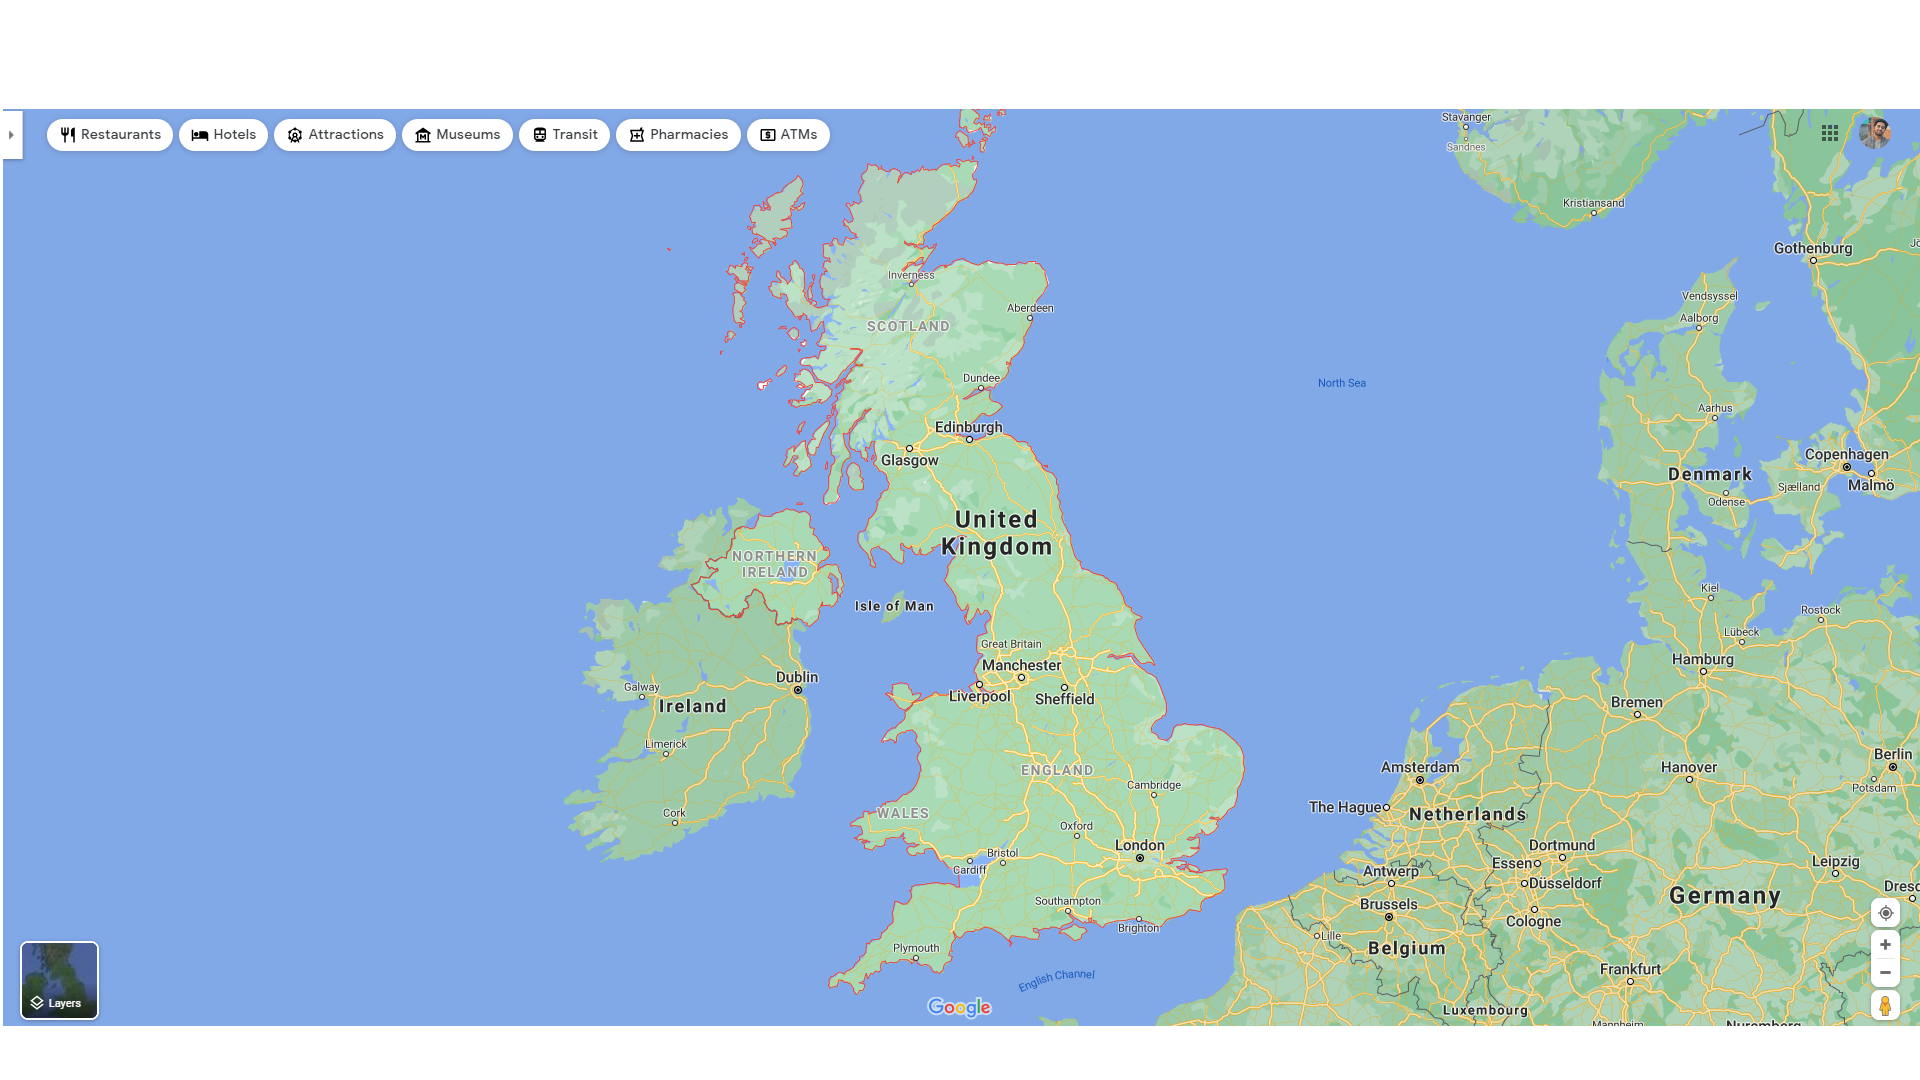 Restaurants
Hotels
Attractions
Museums
Transit
Pharmacies
ATMs
Stavanger
Sandnes
Kristiansand
Gothenburg
Inverness
SCOTLAND
Aberdeen
Vendsyssel
Aalborg
Dundee
North Sea
Aarhus
Edinburgh
Glasgow
Copenhagen
Denmark
Malmö
Sjælland
Odense
United
Kingdom
NORTHERN
IRELAND
Isle of Man
Kiel
Rostock
Lübeck
Great Britain
Manchester
Hamburg
Dublin
Galway
Liverpool
Sheffield
Ireland
Bremen
Limerick
Berlin
ENGLAND
Amsterdam
Hanover
Cambridge
Potsdam
The Hague
Netherlands
WALES
Cork
Oxford
London
Dortmund
Bristol
Essen
Leipzig
Cardiff
Antwerp
Düsseldorf
Germany
Southampton
Brussels
Cologne
Brighton
Lille
Plymouth
Belgium
English Channel
Frankfurt
Layers
Google
Luxembourg
Mannheim
Nuremberg